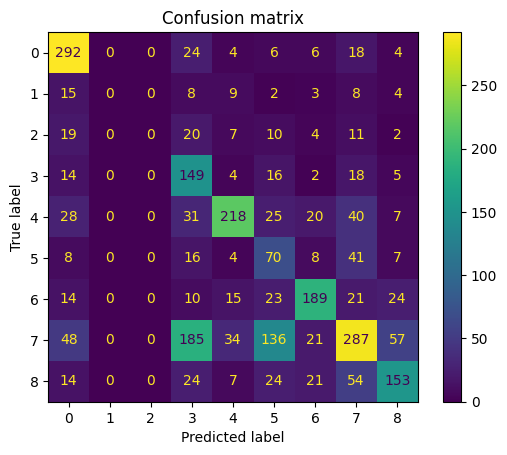 Confusion matrix
0 292 0 0 24 4 6 6 18 4
1 15 0 0 8 9 2 3 8 4
2 19 0 0 20 7 10 4 11 2
3 14 0 0 149 4 16 2 18 5
4 28 0 0 31 218 25 20 40 7
5 8 0 0 16 4 70 8 41 7
6 14 0 0 10 15 23 189 21 24
7 48 0 0 185 34 136 21 287 57
8 14 0 0 24 7 24 21 54 153
0 1 2 3 4 5 6 7 8
Predicted label
True label
250
200
150
100
50
0